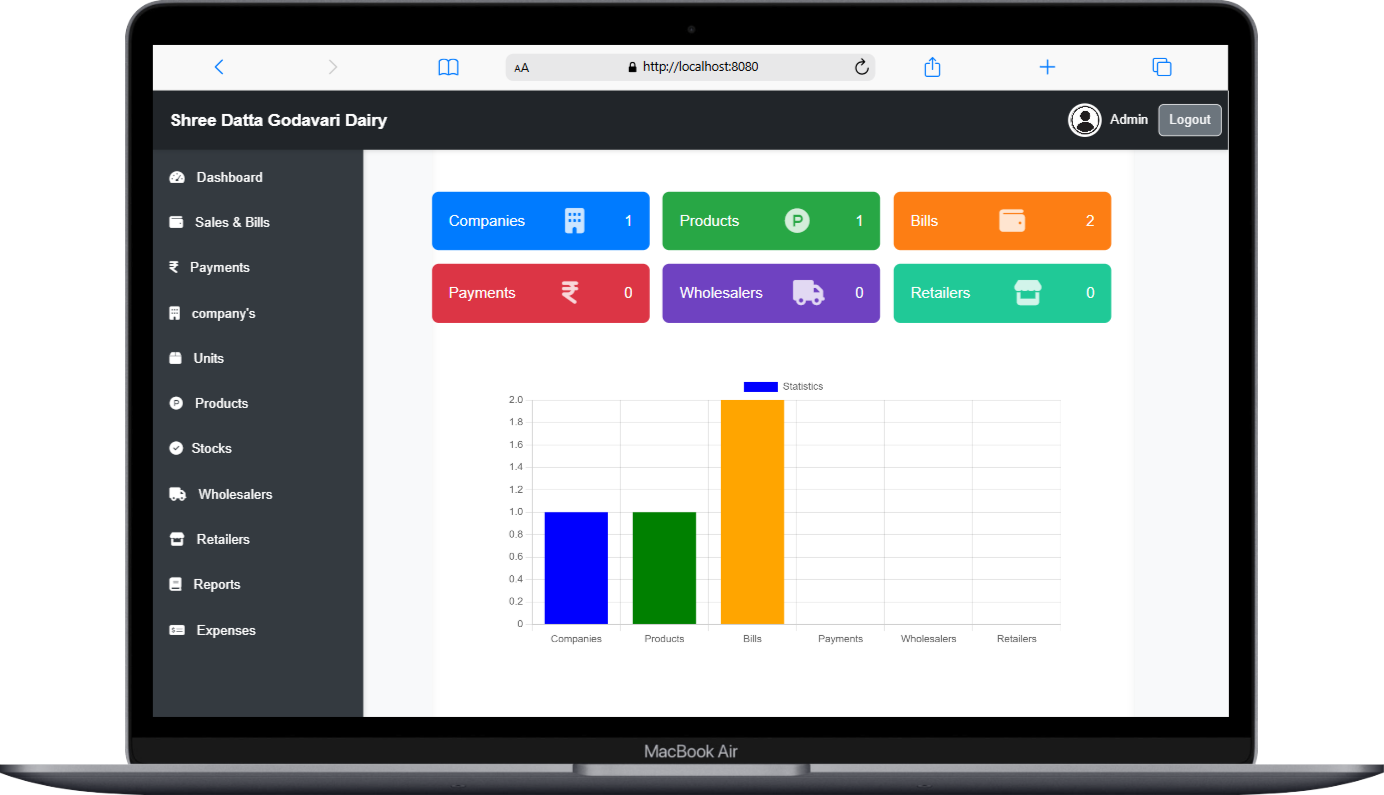 AA http://localhost:8080
Shree Datta Godavari Dairy
Admin Logout
Dashboard
Sales & Bills
₹ Payments
company's
Units
P Products
Stocks
Wholesalers
Retailers
Reports
Expenses
Companies 1
Products P 1
Bills 2
Payments ₹ 0
Wholesalers 0
Retailers 0
Statistics
2.0
1.8
1.6
1.4
1.2
1.0
0.8
0.6
0.4
0.2
0
Companies Products Bills Payments Wholesalers Retailers
MacBook Air